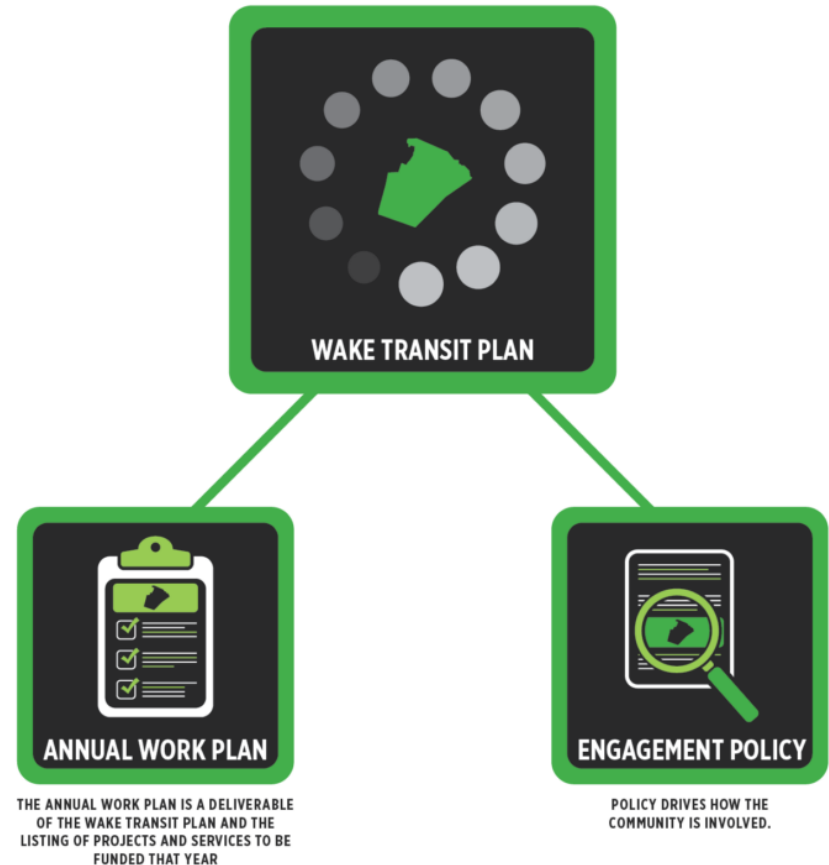 WAKE TRANSIT PLAN
ANNUAL WORK PLAN
THE ANNUAL WORK PLAN IS A DELIVERABLE
OF THE WAKE TRANSIT PLAN AND THE
LISTING OF PROJECTS AND SERVICES TO BE
FUNDED THAT YEAR
ENGAGEMENT POLICY
POLICY DRIVES HOW THE
COMMUNITY IS INVOLVED.